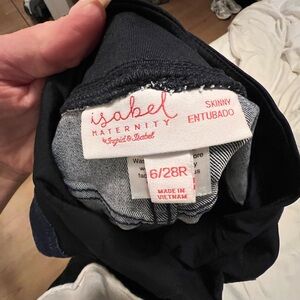 isabel
MATERNITY
by Ingrid & Isabel
SKINNY
ENTUBADO
6/28R
MADE IN
VIETNAM